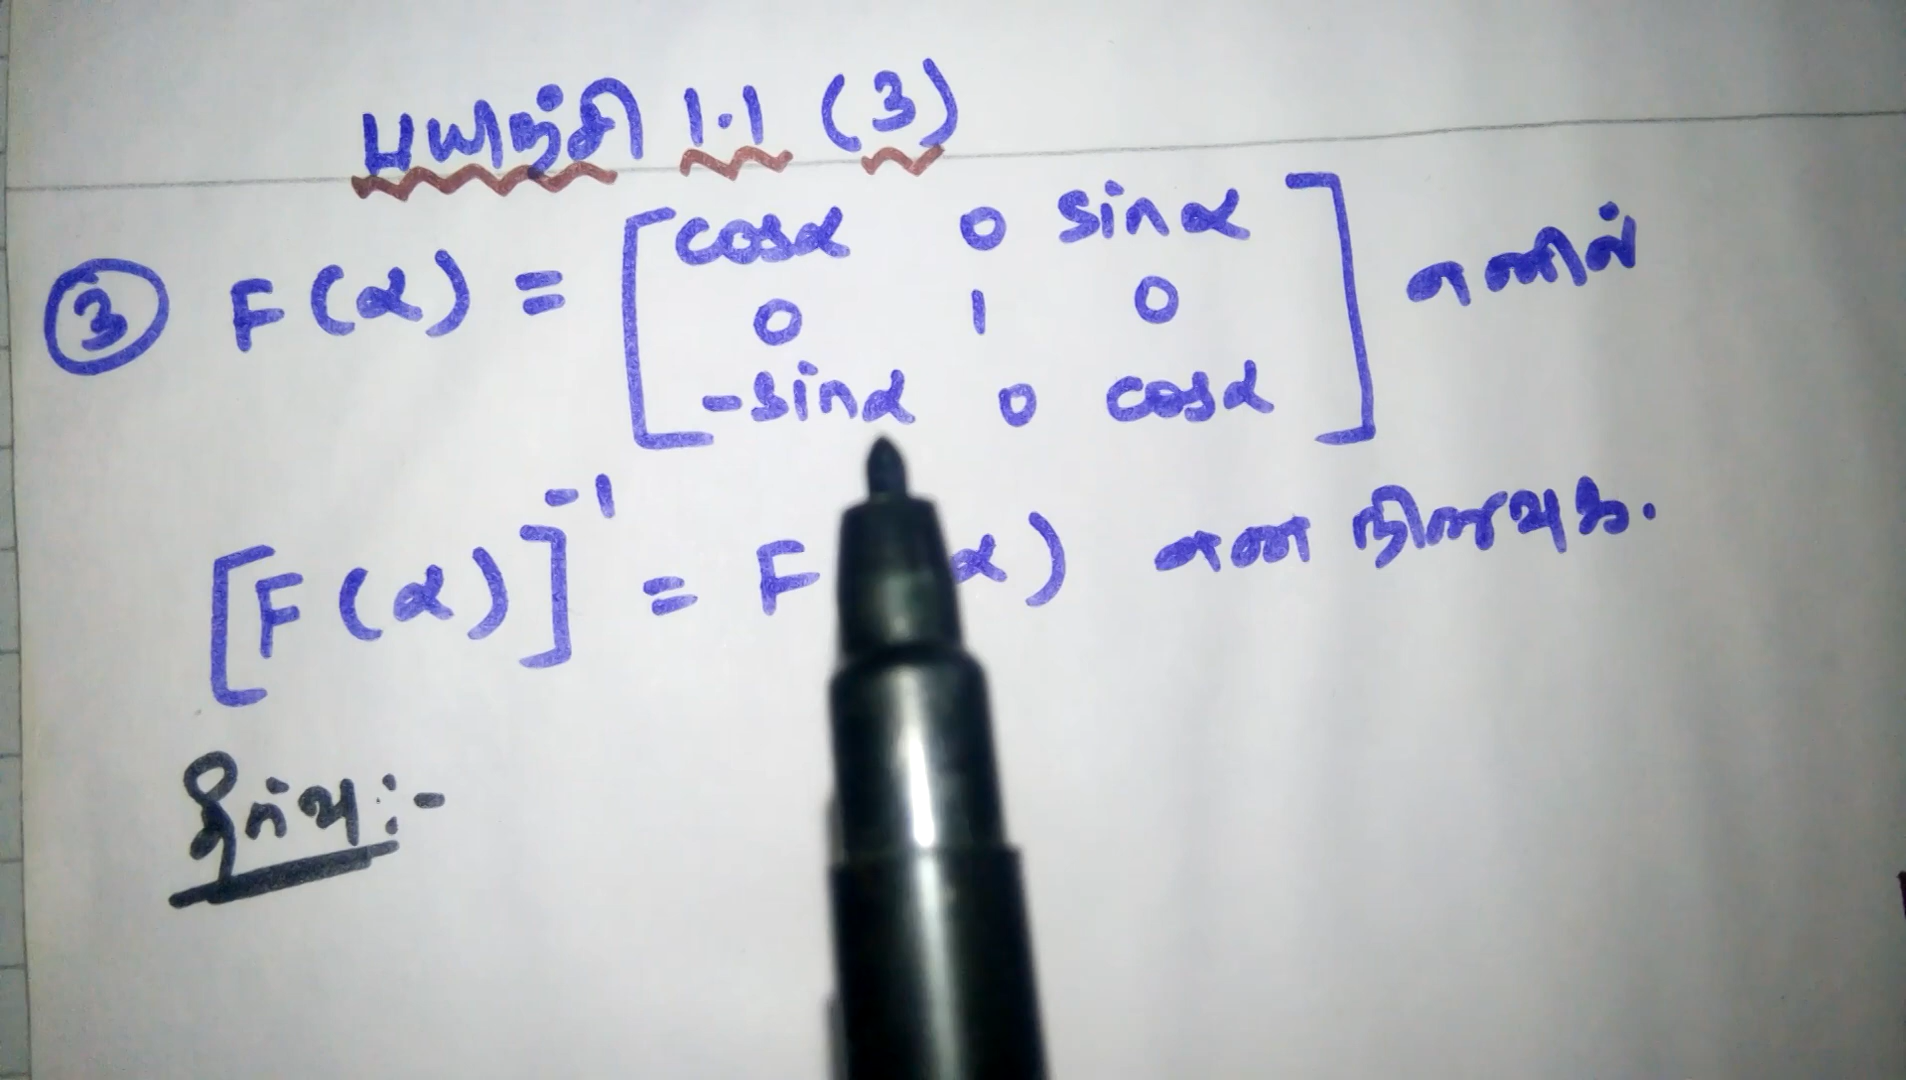 பயிற்சி 1.1 (3)
③ F(α) = [cosα 0 sinα
0 1 0
-sinα 0 cosα] எனில்
[F(α)]⁻¹ = F α) என நிறுவுக.
தீர்வு:-